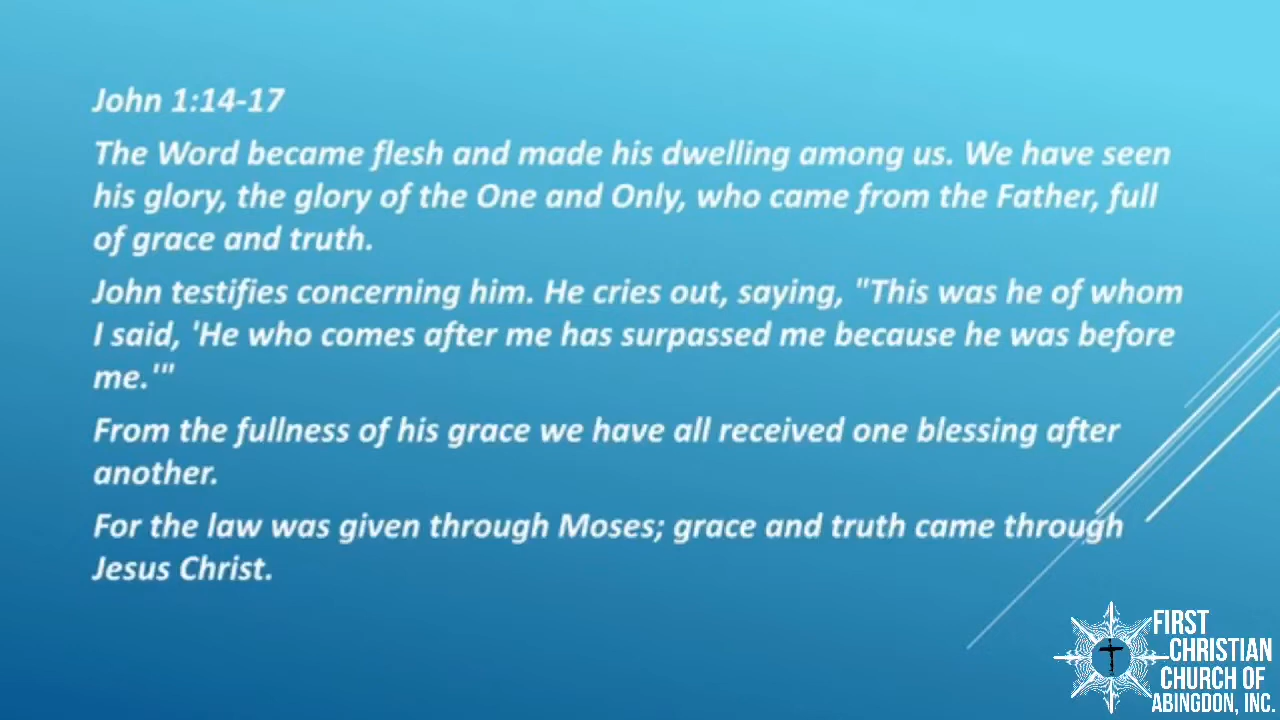 John 1:14-17
The Word became flesh and made his dwelling among us. We have seen
his glory, the glory of the One and Only, who came from the Father, full
of grace and truth.
John testifies concerning him. He cries out, saying, "This was he of whom
I said, 'He who comes after me has surpassed me because he was before
me.'"
From the fullness of his grace we have all received one blessing after
another.
For the law was given through Moses; grace and truth came through
Jesus Christ.
FIRST
CHRISTIAN
CHURCH OF
ABINGDON, INC.